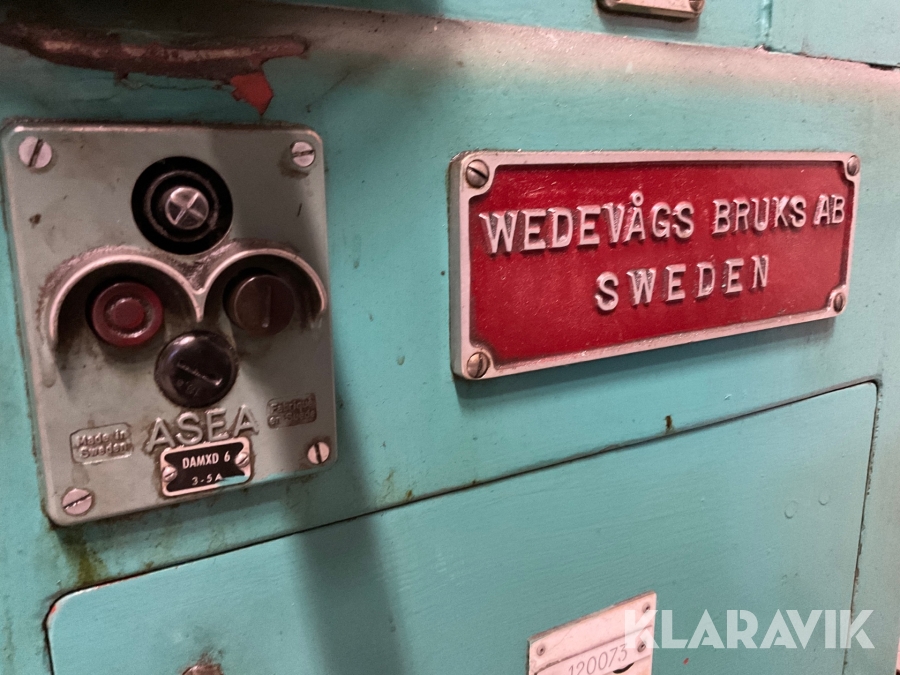 WEDEVÅGS BRUKS AB
SWEDEN
ASEA
Made in
Sweden
DAMXD 6
3-5A
120073
KLARAVIK